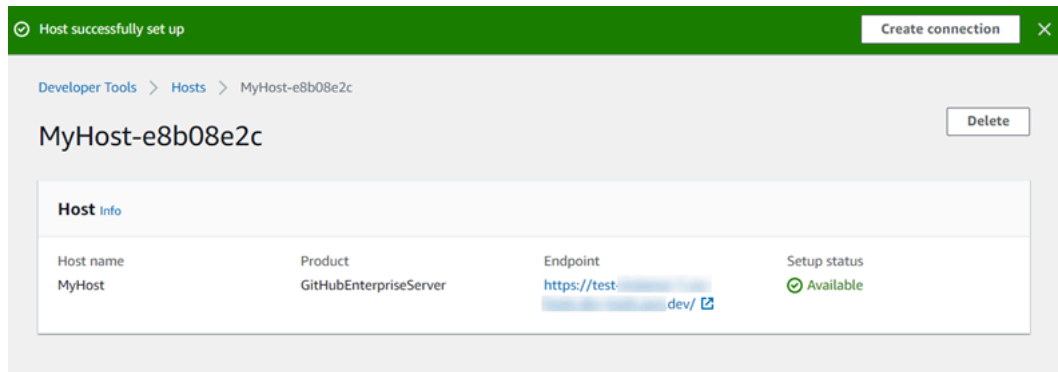 Host successfully set up
Create connection
Developer Tools > Hosts > MyHost-e8b08e2c
MyHost-e8b08e2c
Delete
Host Info
Host name
Product
Endpoint
Setup status
MyHost
GitHubEnterpriseServer
https://test-
dev/
Available